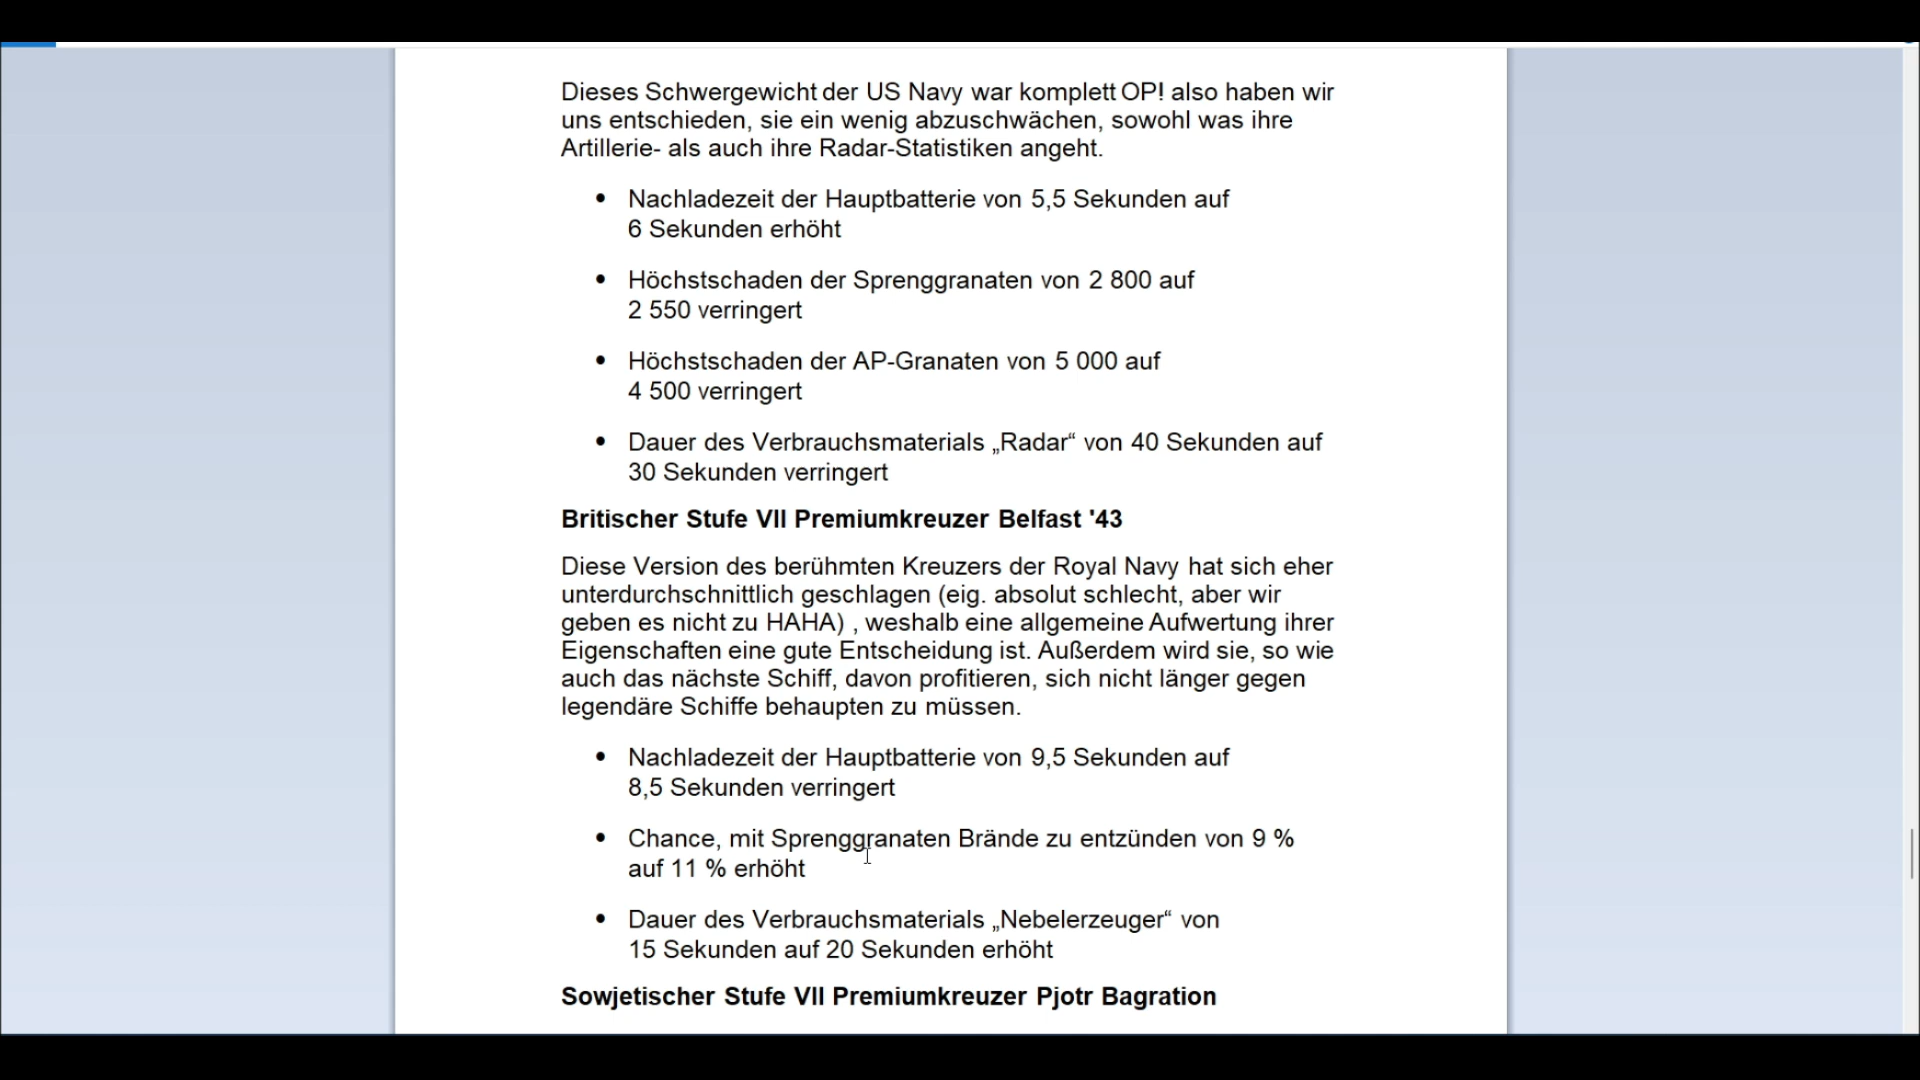 Dieses Schwergewicht der US Navy war komplett OP! also haben wir
uns entschieden, sie ein wenig abzuschwächen, sowohl was ihre
Artillerie- als auch ihre Radar-Statistiken angeht.
• Nachladezeit der Hauptbatterie von 5,5 Sekunden auf
6 Sekunden erhöht
• Höchstschaden der Sprenggranaten von 2 800 auf
2 550 verringert
• Höchstschaden der AP-Granaten von 5 000 auf
4 500 verringert
• Dauer des Verbrauchsmaterials „Radar“ von 40 Sekunden auf
30 Sekunden verringert
Britischer Stufe VII Premiumkreuzer Belfast '43
Diese Version des berühmten Kreuzers der Royal Navy hat sich eher
unterdurchschnittlich geschlagen (eig. absolut schlecht, aber wir
geben es nicht zu HAHA) , weshalb eine allgemeine Aufwertung ihrer
Eigenschaften eine gute Entscheidung ist. Außerdem wird sie, so wie
auch das nächste Schiff, davon profitieren, sich nicht länger gegen
legendäre Schiffe behaupten zu müssen.
• Nachladezeit der Hauptbatterie von 9,5 Sekunden auf
8,5 Sekunden verringert
• Chance, mit Sprenggranaten Brände zu entzünden von 9 %
auf 11 % erhöht
• Dauer des Verbrauchsmaterials „Nebelerzeuger“ von
15 Sekunden auf 20 Sekunden erhöht
Sowjetischer Stufe VII Premiumkreuzer Pjotr Bagration